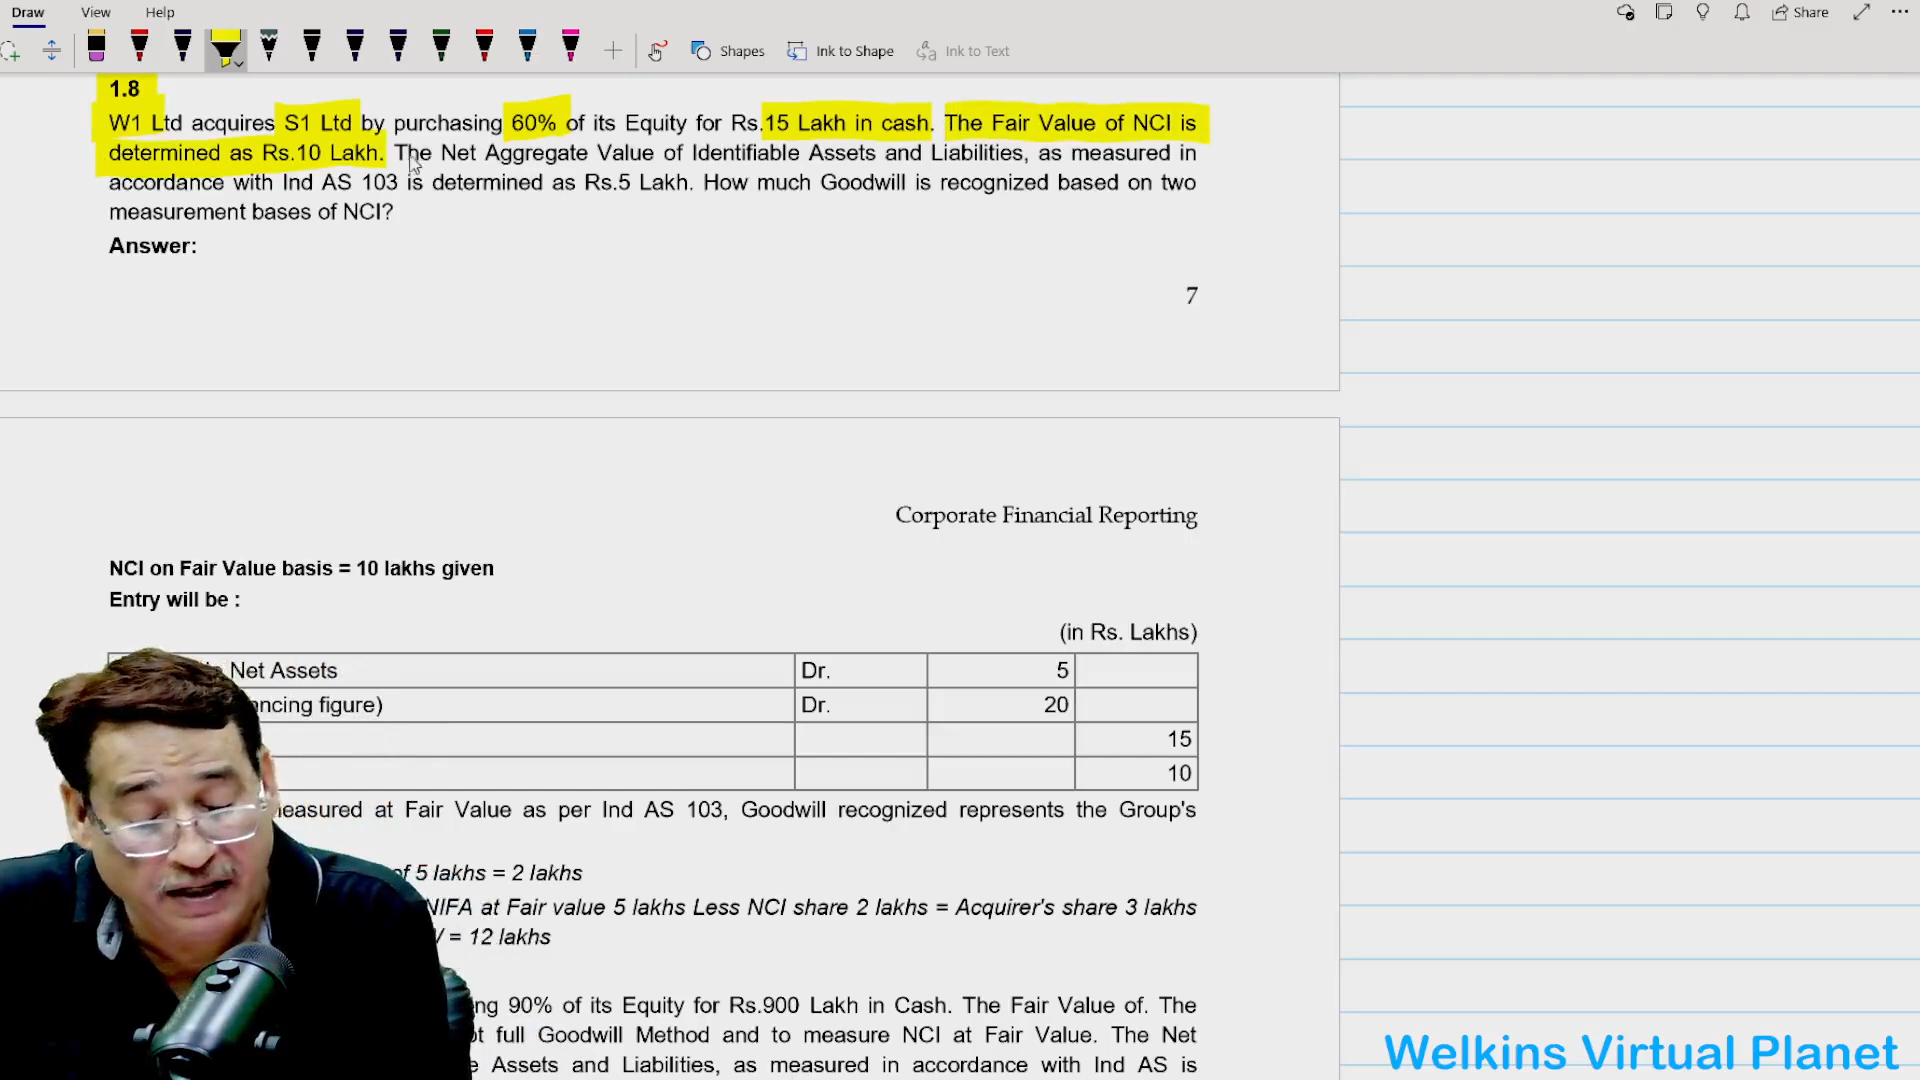 Draw View Help
Share
Shapes Ink to Shape Ink to Text
1.8
W1 Ltd acquires S1 Ltd by purchasing 60% of its Equity for Rs.15 Lakh in cash. The Fair Value of NCI is
determined as Rs.10 Lakh. The Net Aggregate Value of Identifiable Assets and Liabilities, as measured in
accordance with Ind AS 103 is determined as Rs.5 Lakh. How much Goodwill is recognized based on two
measurement bases of NCI?
Answer:
7
Corporate Financial Reporting
NCI on Fair Value basis = 10 lakhs given
Entry will be :
(in Rs. Lakhs)
Net Assets Dr. 5
figure) Dr. 20
15
10
measured at Fair Value as per Ind AS 103, Goodwill recognized represents the Group's
of 5 lakhs = 2 lakhs
NIFA at Fair value 5 lakhs Less NCI share 2 lakhs = Acquirer's share 3 lakhs
= 12 lakhs
90% of its Equity for Rs.900 Lakh in Cash. The Fair Value of. The
full Goodwill Method and to measure NCI at Fair Value. The Net
Assets and Liabilities, as measured in accordance with Ind AS is
Welkins Virtual Planet